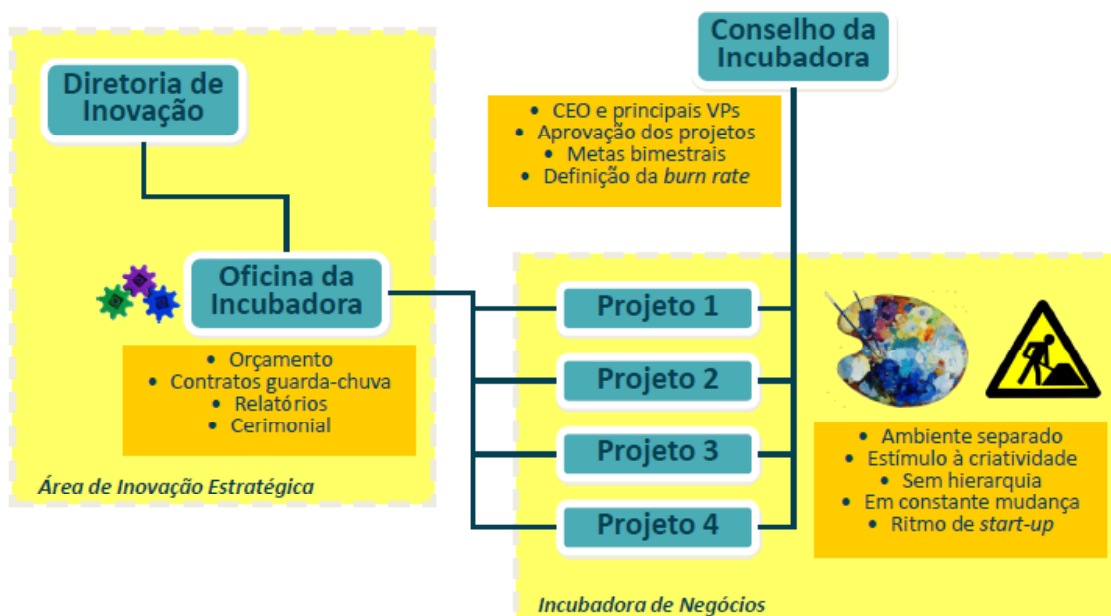 Diretoria de
Inovação
Oficina da
Incubadora
• Orçamento
• Contratos guarda-chuva
• Relatórios
• Cerimonial
Área de Inovação Estratégica
Conselho da
Incubadora
• CEO e principais VPs
• Aprovação dos projetos
• Metas bimestrais
• Definição da burn rate
Projeto 1
Projeto 2
Projeto 3
Projeto 4
• Ambiente separado
• Estímulo à criatividade
• Sem hierarquia
• Em constante mudança
• Ritmo de start-up
Incubadora de Negócios